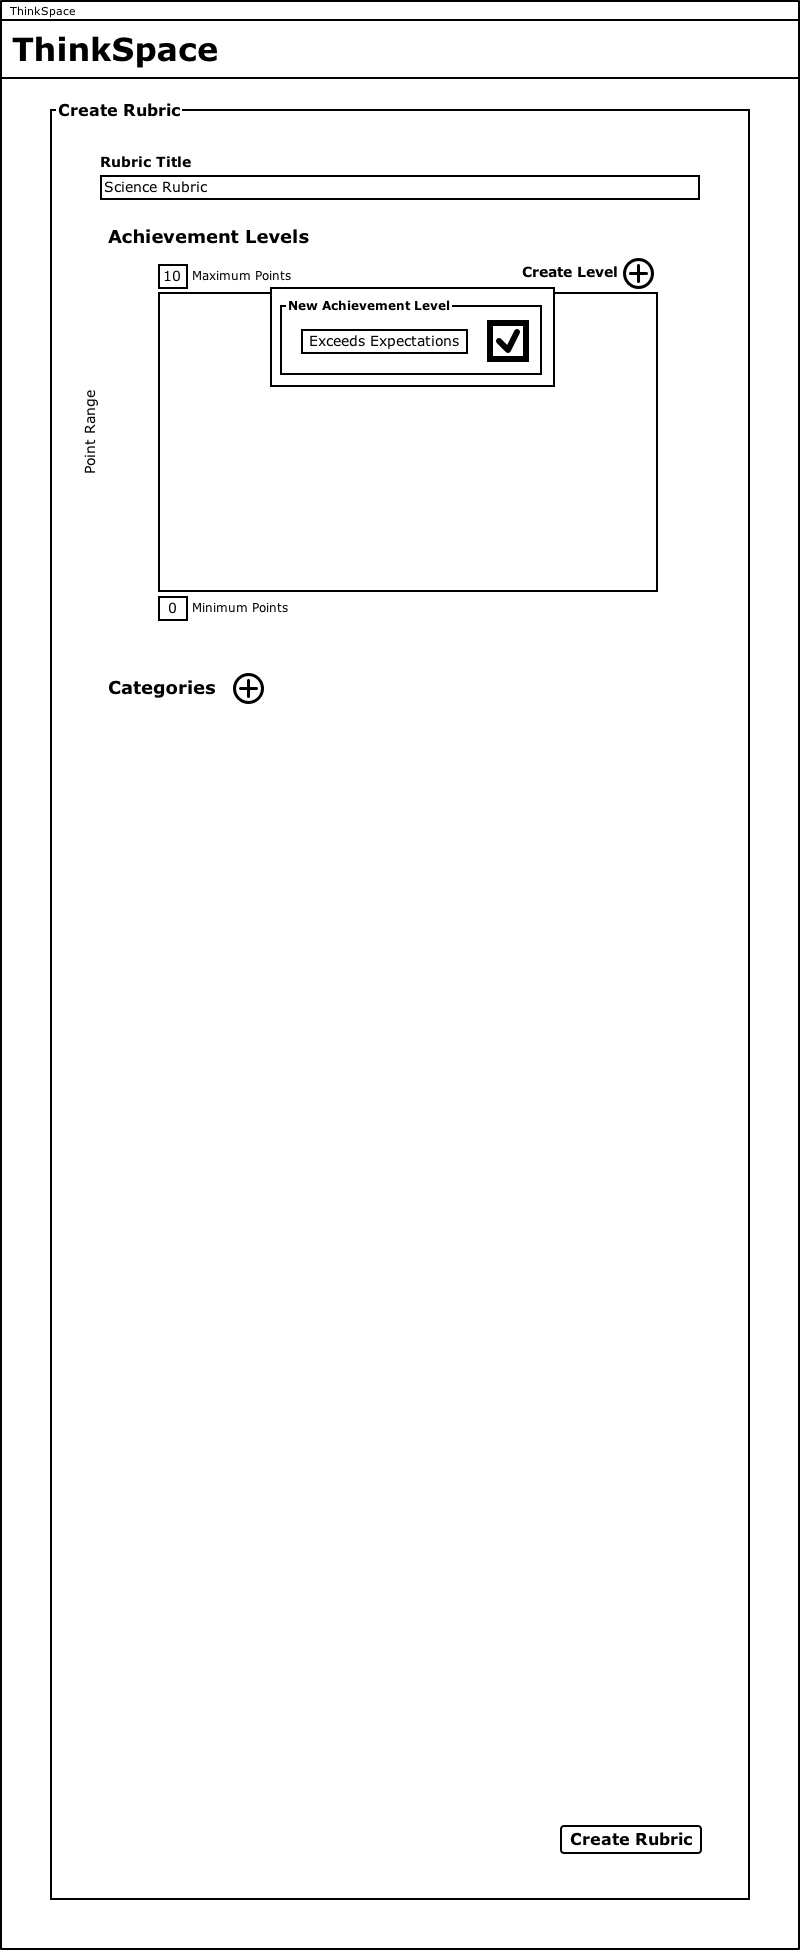 ThinkSpace
ThinkSpace
Create Rubric
Rubric Title
Science Rubric
Achievement Levels
10 Maximum Points
Create Level
New Achievement Level
Exceeds Expectations
Point Range
0 Minimum Points
Categories
Create Rubric